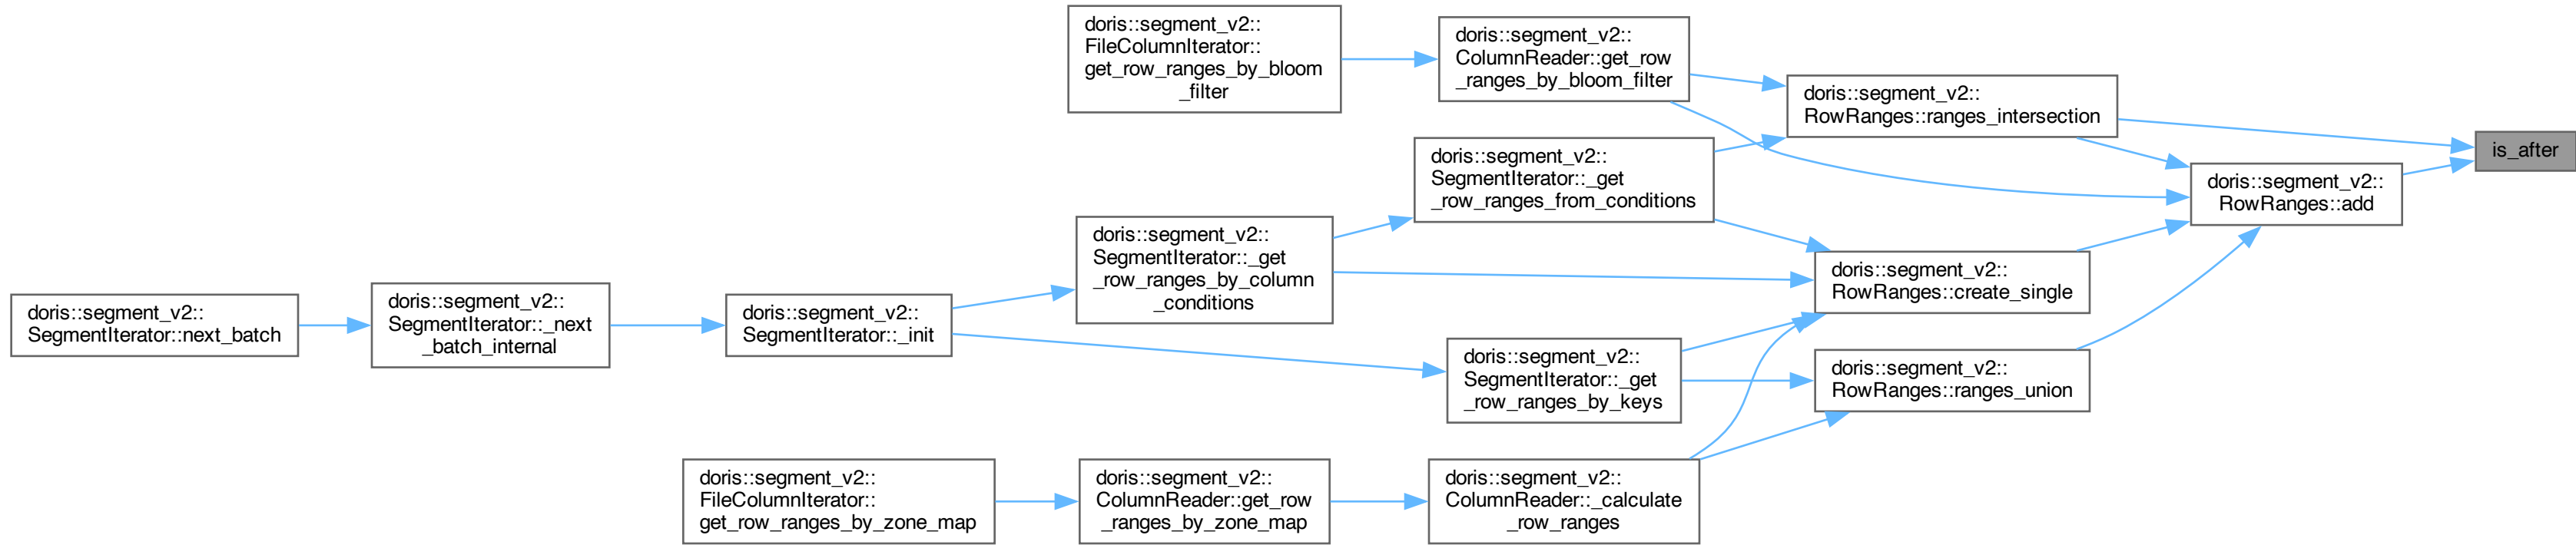 doris::segment_v2::
FileColumnIterator::
get_row_ranges_by_bloom
_filter
doris::segment_v2::
ColumnReader::get_row
_ranges_by_bloom_filter
doris::segment_v2::
RowRanges::ranges_intersection
is_after
doris::segment_v2::
SegmentIterator::_get
_row_ranges_from_conditions
doris::segment_v2::
RowRanges::add
doris::segment_v2::
SegmentIterator::_get
_row_ranges_by_column
_conditions
doris::segment_v2::
RowRanges::create_single
doris::segment_v2::
SegmentIterator::next_batch
doris::segment_v2::
SegmentIterator::_next
_batch_internal
doris::segment_v2::
SegmentIterator::_init
doris::segment_v2::
SegmentIterator::_get
_row_ranges_by_keys
doris::segment_v2::
RowRanges::ranges_union
doris::segment_v2::
FileColumnIterator::
get_row_ranges_by_zone_map
doris::segment_v2::
ColumnReader::get_row
_ranges_by_zone_map
doris::segment_v2::
ColumnReader::_calculate
_row_ranges